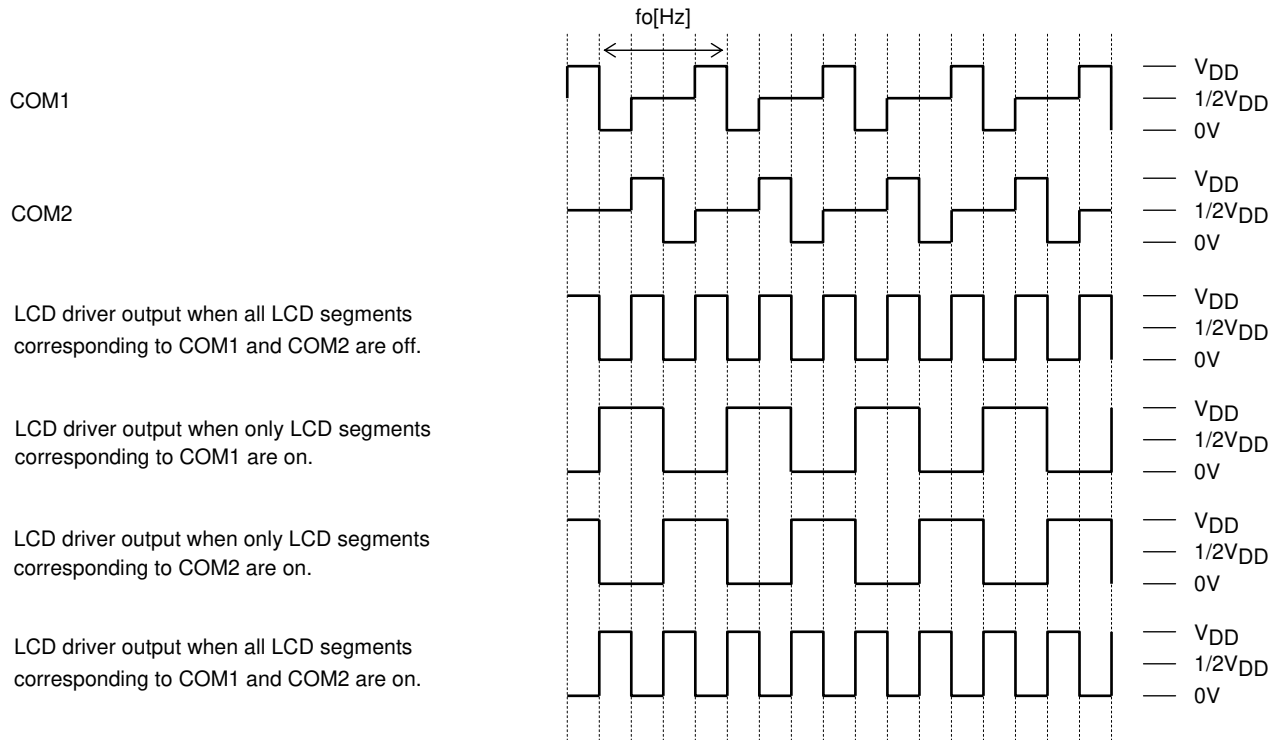 fo[Hz]
COM1
VDD
1/2VDD
0V
COM2
VDD
1/2VDD
0V
LCD driver output when all LCD segments
corresponding to COM1 and COM2 are off.
VDD
1/2VDD
0V
LCD driver output when only LCD segments
corresponding to COM1 are on.
VDD
1/2VDD
0V
LCD driver output when only LCD segments
corresponding to COM2 are on.
VDD
1/2VDD
0V
LCD driver output when all LCD segments
corresponding to COM1 and COM2 are on.
VDD
1/2VDD
0V